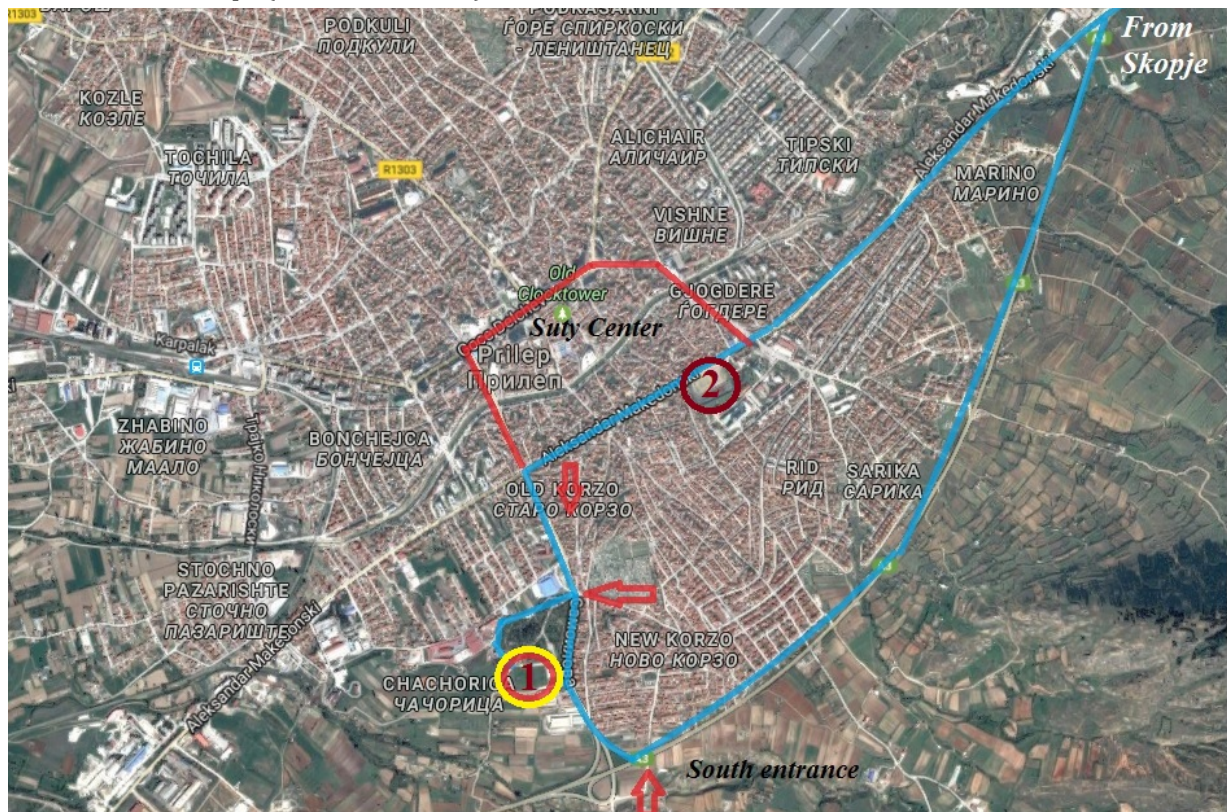 R1303
PODKULI
ПОДКУЛИ
ЃОРЕ СПИРКОСКИ
- ЛЕНИШТАНЕЦ
From
Skopje
KOZLE
КОЗЛЕ
TOCHILA
ТОЧИЛА
R1303
ALICHAIR
АЛИЧАИР
TIPSKI
ТИПСКИ
Aleksandar Makedonski
MARINO
МАРИНО
VISHNE
ВИШНЕ
Old
Clocktower
GJOGDERE
ЃОГДЕРЕ
Suty Center
Karpalak
Prilep
Прилеп
2
Aleksandar Makedonski
ZHABINO
ЖАБИНО
МААЛО
BONCHEJCA
БОНЧЕЈЦА
Трајко Николоски
OLD KORZO
СТАРО КОРЗО
RID
РИД
SARIKA
САРИКА
STOCHNO
PAZARISHTE
СТОЧНО
ПАЗАРИШТЕ
Aleksandar Makedonski
NEW KORZO
НОВО КОРЗО
1
CHACHORICA
ЧАЧОРИЦА
South entrance